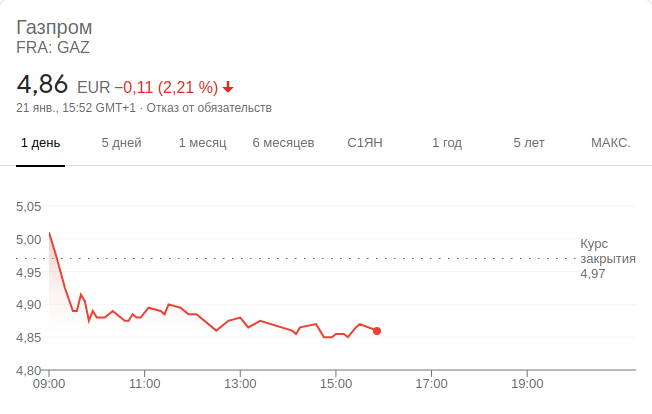 Газпром
FRA: GAZ
4,86 EUR −0,11 (2,21 %)
21 янв., 15:52 GMT+1 · Отказ от обязательств
1 день 5 дней 1 месяц 6 месяцев С1ЯН 1 год 5 лет МАКС.
5,05
5,00
4,95
4,90
4,85
4,80
Курс
закрытия
4,97
09:00 11:00 13:00 15:00 17:00 19:00